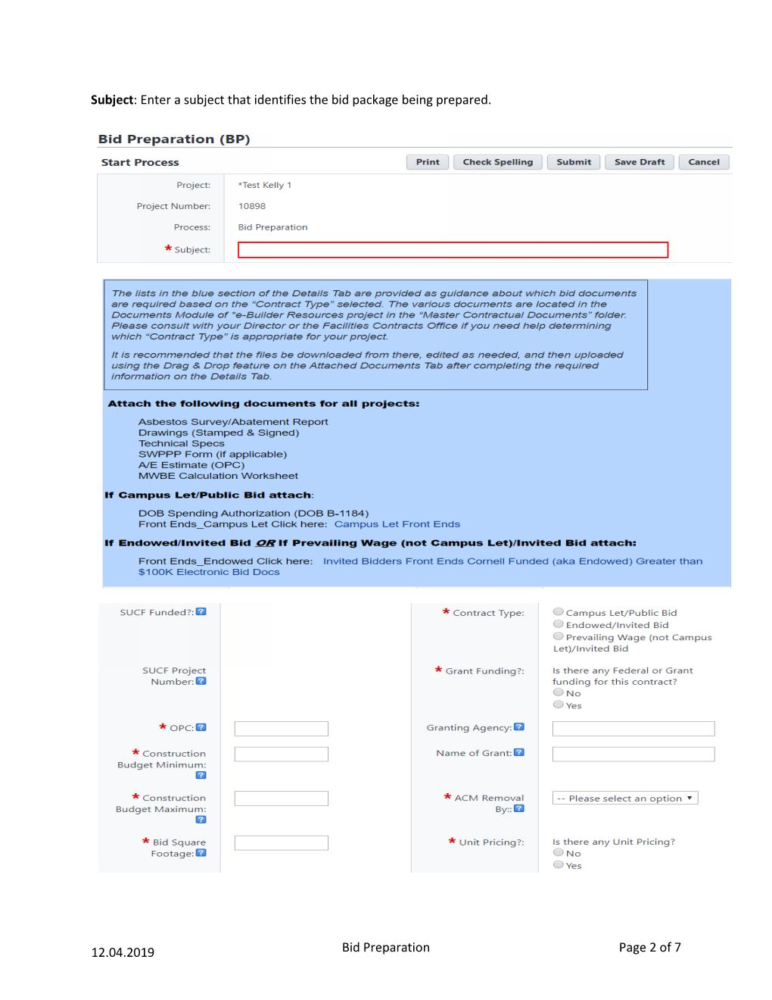 Subject: Enter a subject that identifies the bid package being prepared.
Bid Preparation (BP)
Start Process
Print
Check Spelling
Submit
Save Draft
Cancel
Project:
*Test Kelly 1
Project Number:
10898
Process:
Bid Preparation
* Subject:
The lists in the blue section of the Details Tab are provided as guidance about which bid documents
are required based on the “Contract Type” selected. The various documents are located in the
Documents Module of *e-Builder Resources project in the “Master Contractual Documents” folder.
Please consult with your Director or the Facilities Contracts Office if you need help determining
which “Contract Type” is appropriate for your project.
It is recommended that the files be downloaded from there, edited as needed, and then uploaded
using the Drag & Drop feature on the Attached Documents Tab after completing the required
information on the Details Tab.
Attach the following documents for all projects:
Asbestos Survey/Abatement Report
Drawings (Stamped & Signed)
Technical Specs
SWPPP Form (if applicable)
A/E Estimate (OPC)
MWBE Calculation Worksheet
If Campus Let/Public Bid attach:
DOB Spending Authorization (DOB B-1184)
Front Ends_Campus Let Click here: Campus Let Front Ends
If Endowed/Invited Bid OR If Prevailing Wage (not Campus Let)/Invited Bid attach:
Front Ends_Endowed Click here: Invited Bidders Front Ends Cornell Funded (aka Endowed) Greater than
$100K Electronic Bid Docs
SUCF Funded?: ?
SUCF Project
Number: ?
* OPC: ?
* Construction
Budget Minimum:
?
* Construction
Budget Maximum:
?
* Bid Square
Footage: ?
* Contract Type:
Campus Let/Public Bid
Endowed/Invited Bid
Prevailing Wage (not Campus
Let)/Invited Bid
* Grant Funding?:
Is there any Federal or Grant
funding for this contract?
No
Yes
Granting Agency: ?
Name of Grant: ?
* ACM Removal
By:: ?
-- Please select an option
* Unit Pricing?:
Is there any Unit Pricing?
No
Yes
12.04.2019
Bid Preparation
Page 2 of 7